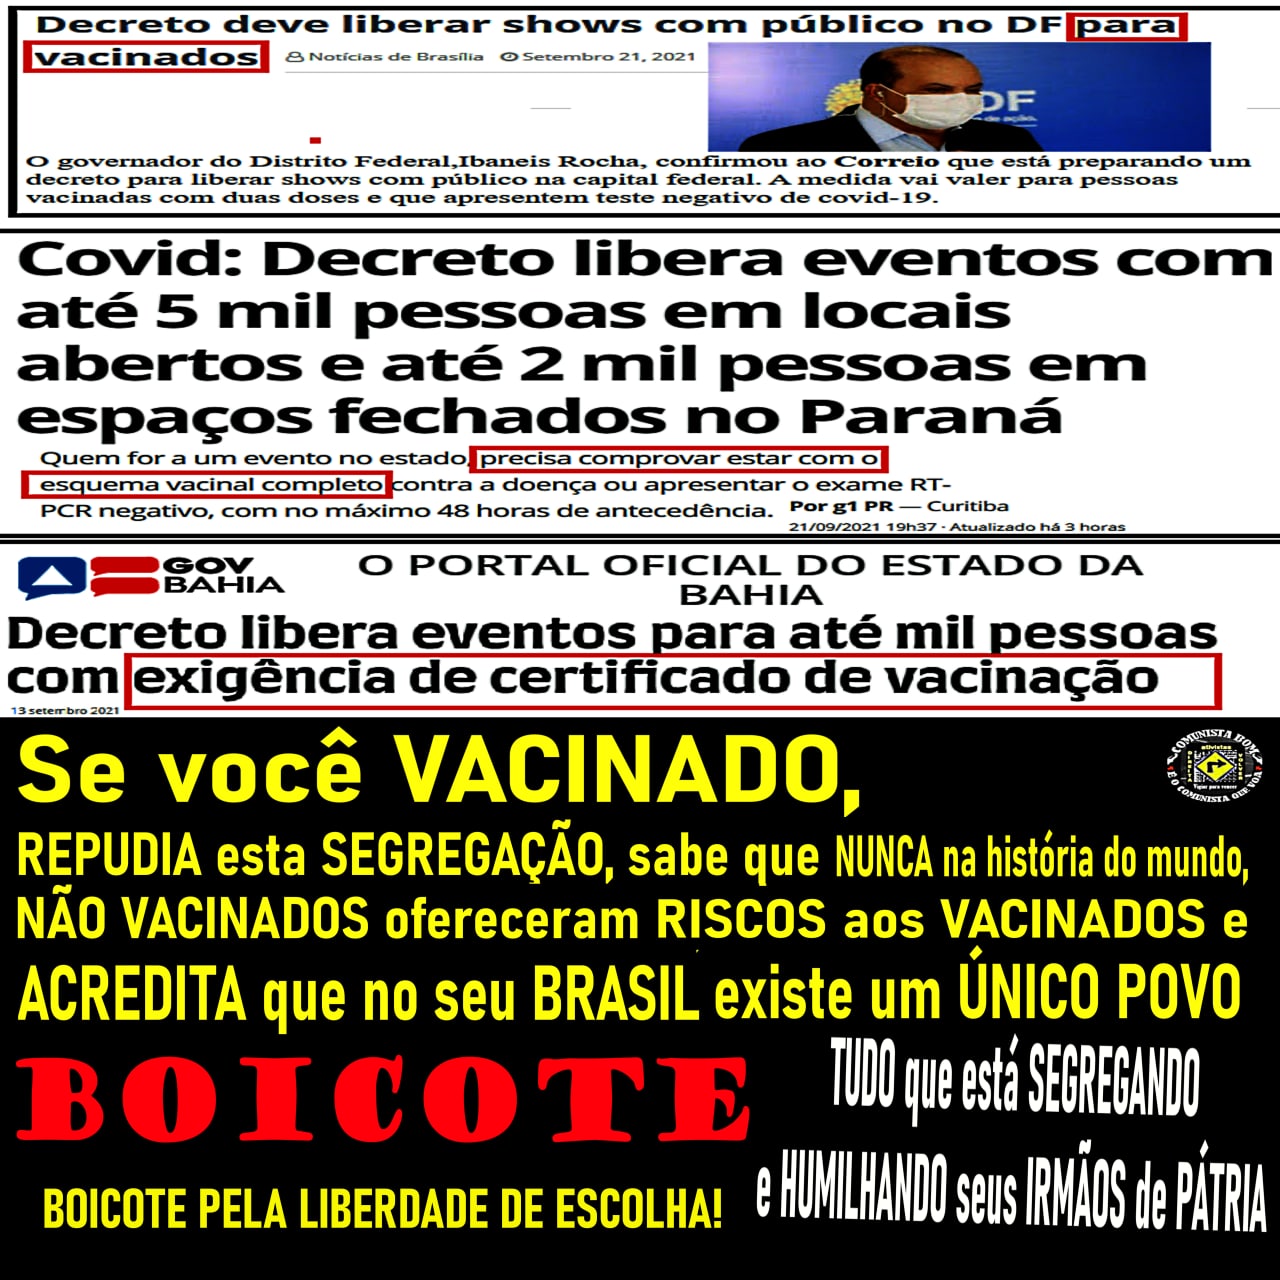 Decreto deve liberar shows com público no DF para
vacinados
Notícias de Brasília Setembro 21, 2021
DF
de ação.
O governador do Distrito Federal,Ibaneis Rocha, confirmou ao Correio que está preparando um
decreto para liberar shows com público na capital federal. A medida vai valer para pessoas
vacinadas com duas doses e que apresentem teste negativo de covid-19.
Covid: Decreto libera eventos com
até 5 mil pessoas em locais
abertos e até 2 mil pessoas em
espaços fechados no Paraná
Quem for a um evento no estado, precisa comprovar estar com o
esquema vacinal completo contra a doença ou apresentar o exame RT-
PCR negativo, com no máximo 48 horas de antecedência.
Por g1 PR — Curitiba
21/09/2021 19h37 · Atualizado há 3 horas
GOV
BAHIA
O PORTAL OFICIAL DO ESTADO DA
BAHIA
Decreto libera eventos para até mil pessoas
com exigência de certificado de vacinação
13 setembro 2021
Se você VACINADO,
COMUNISTA BOM
É O COMUNISTA QUE VOA
ativistas
Vigiar para vencer
REPUDIA esta SEGREGAÇÃO, sabe que NUNCA na história do mundo,
NÃO VACINADOS ofereceram RISCOS aos VACINADOS e
ACREDITA que no seu BRASIL existe um ÚNICO POVO
BOICOTE
TUDO que está SEGREGANDO
e HUMILHANDO seus IRMÃOS de PÁTRIA
BOICOTE PELA LIBERDADE DE ESCOLHA!